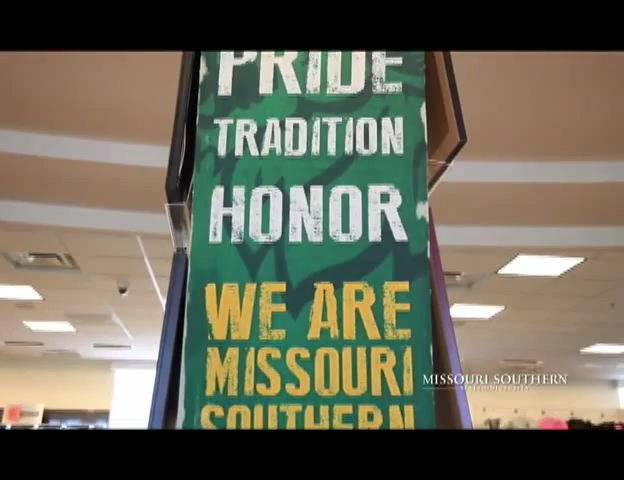 PRIDE
TRADITION
HONOR
WE ARE
MISSOURI
SOUTHERN
MISSOURI SOUTHERN